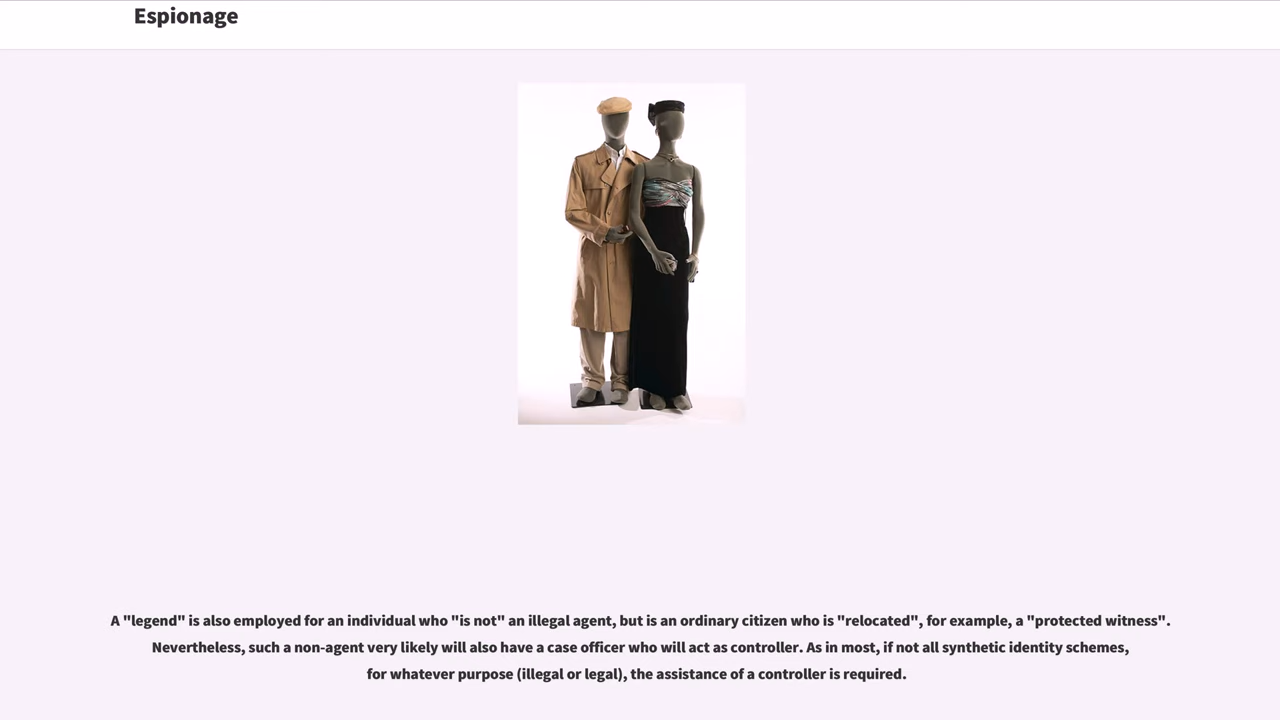 Espionage
A "legend" is also employed for an individual who "is not" an illegal agent, but is an ordinary citizen who is "relocated", for example, a "protected witness".
Nevertheless, such a non-agent very likely will also have a case officer who will act as controller. As in most, if not all synthetic identity schemes,
for whatever purpose (illegal or legal), the assistance of a controller is required.